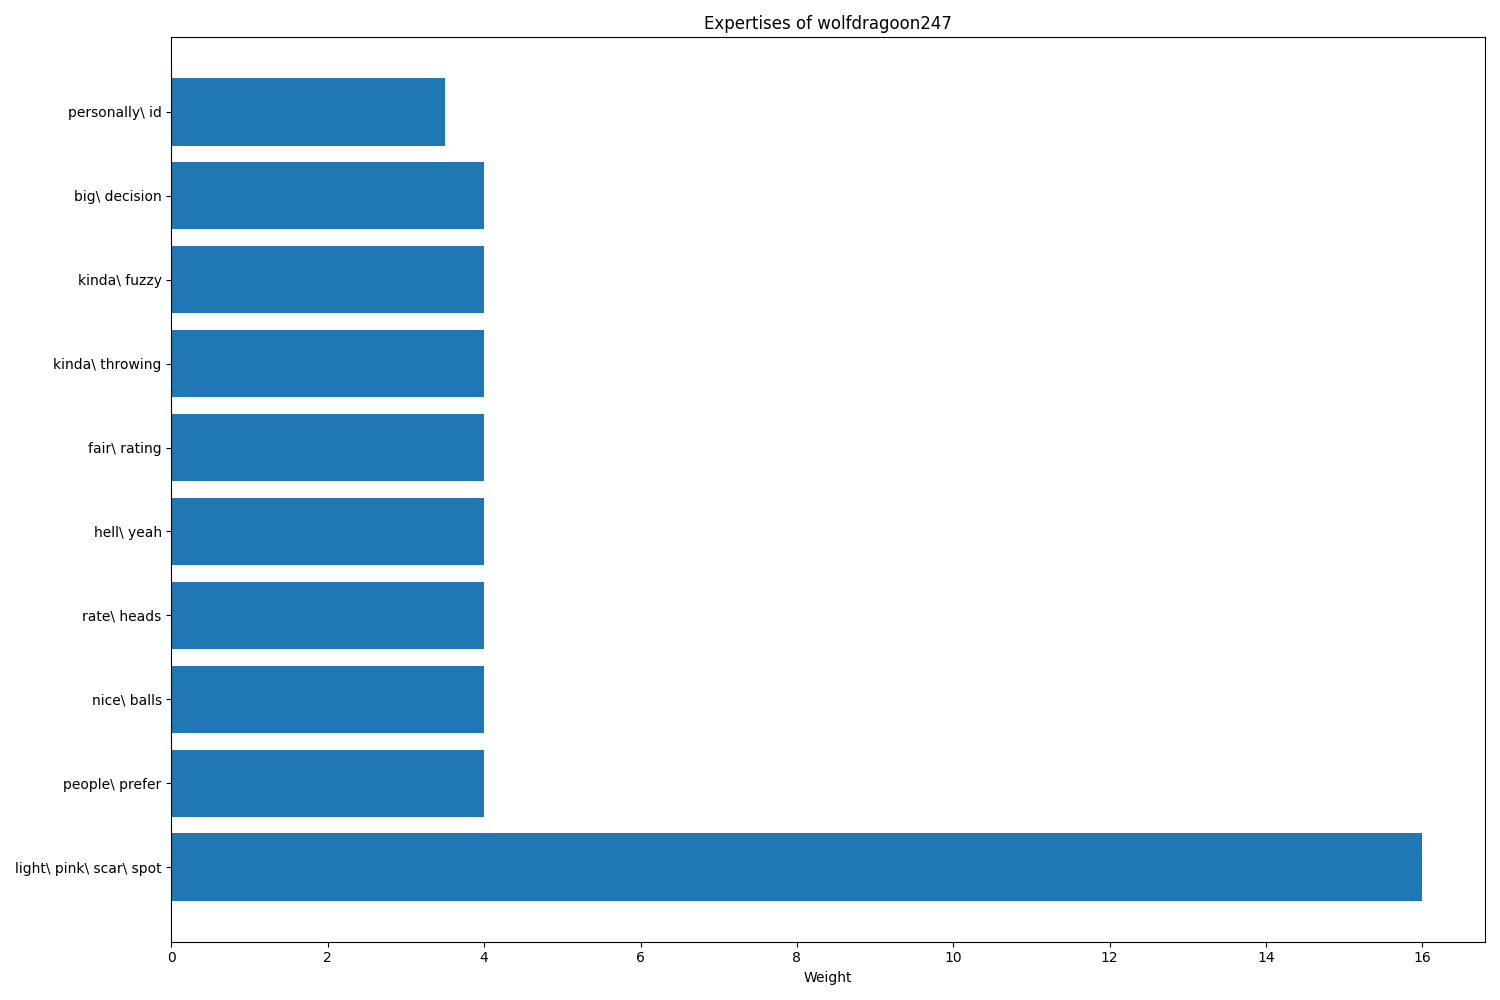 Expertises of wolfdragoon247
personally\ id
big\ decision
kinda\ fuzzy
kinda\ throwing
fair\ rating
hell\ yeah
rate\ heads
nice\ balls
people\ prefer
light\ pink\ scar\ spot
0 2 4 6 8 10 12 14 16
Weight